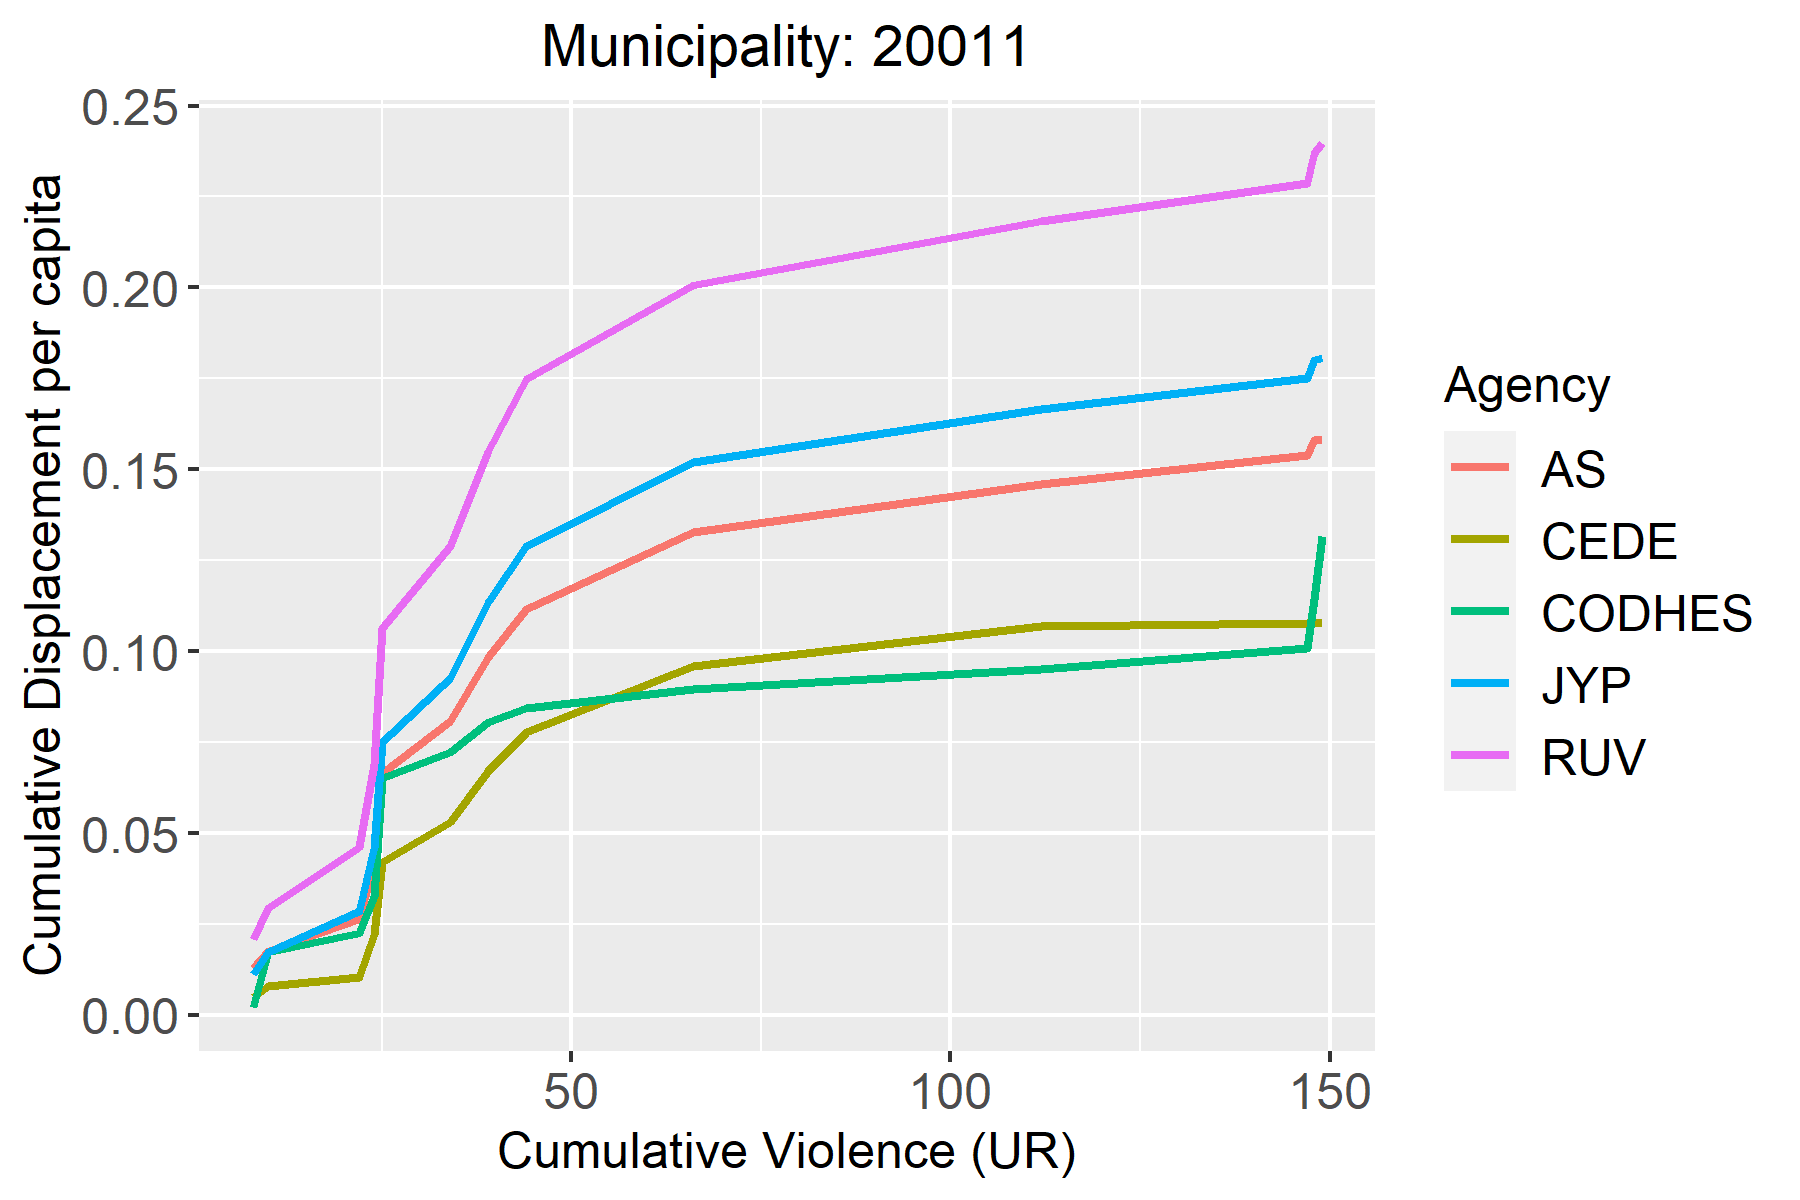 Municipality: 20011
Cumulative Displacement per capita
0.25
0.20
0.15
0.10
0.05
0.00
50
100
150
Cumulative Violence (UR)
Agency
AS
CEDE
CODHES
JYP
RUV